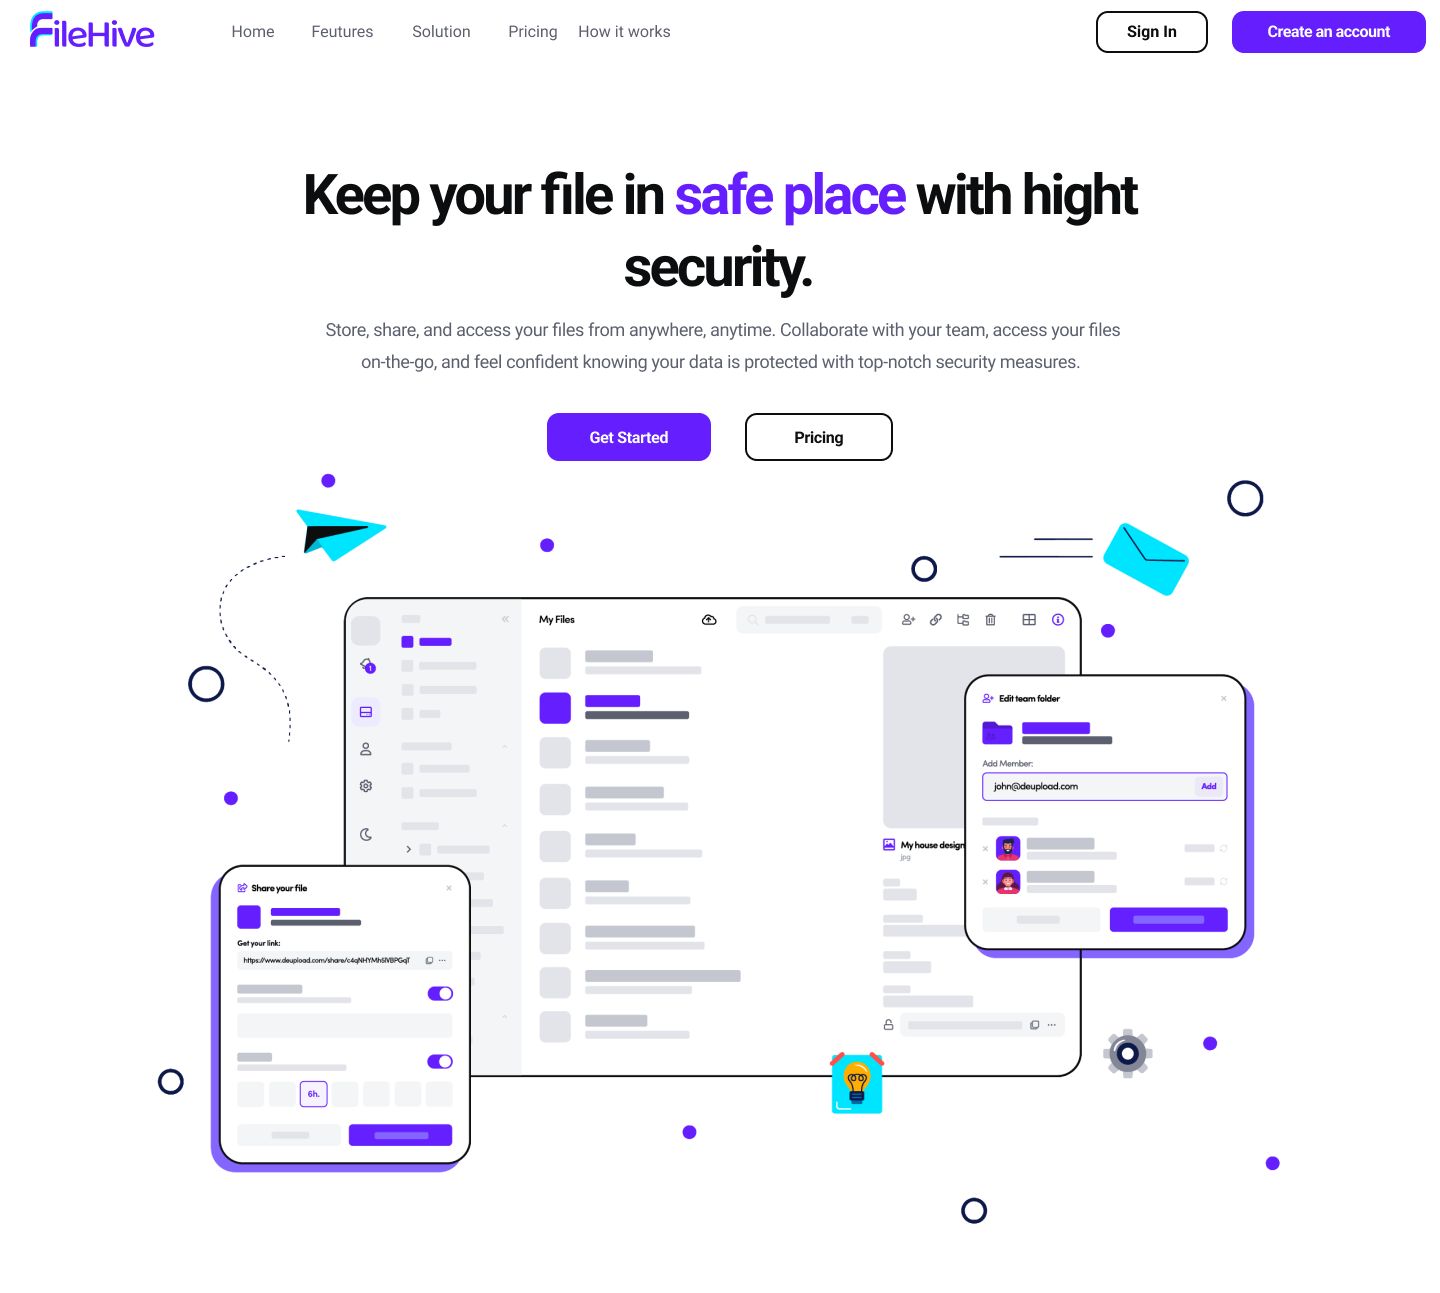 FileHive
Home Feutures Solution Pricing How it works
Sign In
Create an account
Keep your file in safe place with hight
security.
Store, share, and access your files from anywhere, anytime. Collaborate with your team, access your files
on-the-go, and feel confident knowing your data is protected with top-notch security measures.
Get Started
Pricing
My Files
1
My house design
jpg
Edit team folder
Add Member:
john@deupload.com
Add
Share your file
Get your link:
https://www.deupload.com/share/c4qNHYMh5lVBPGqT
6h.